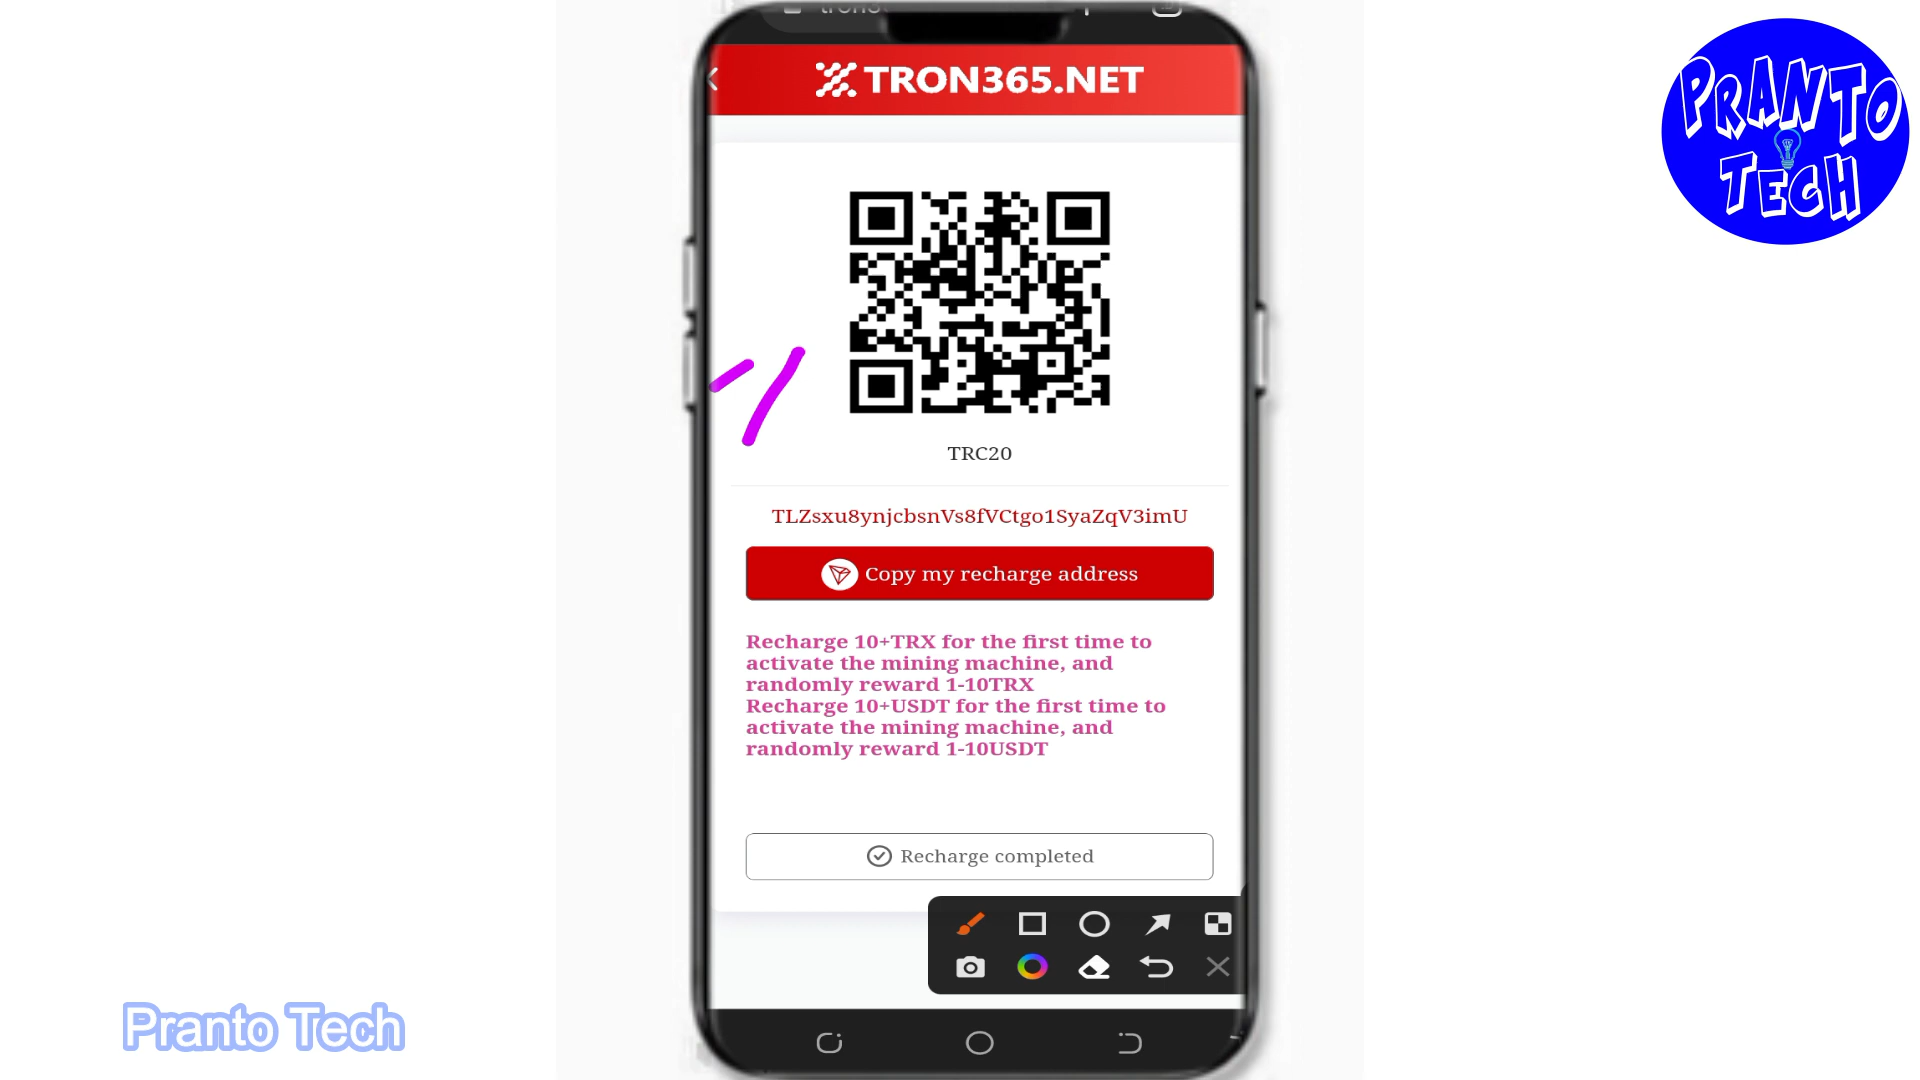 TRON365.NET
PRANTO
TECH
TRC20
TLZsxu8ynjcbsnVs8fVCtgo1SyaZqV3imU
Copy my recharge address
Recharge 10+TRX for the first time to
activate the mining machine, and
randomly reward 1-10TRX
Recharge 10+USDT for the first time to
activate the mining machine, and
randomly reward 1-10USDT
Recharge completed
Pranto Tech